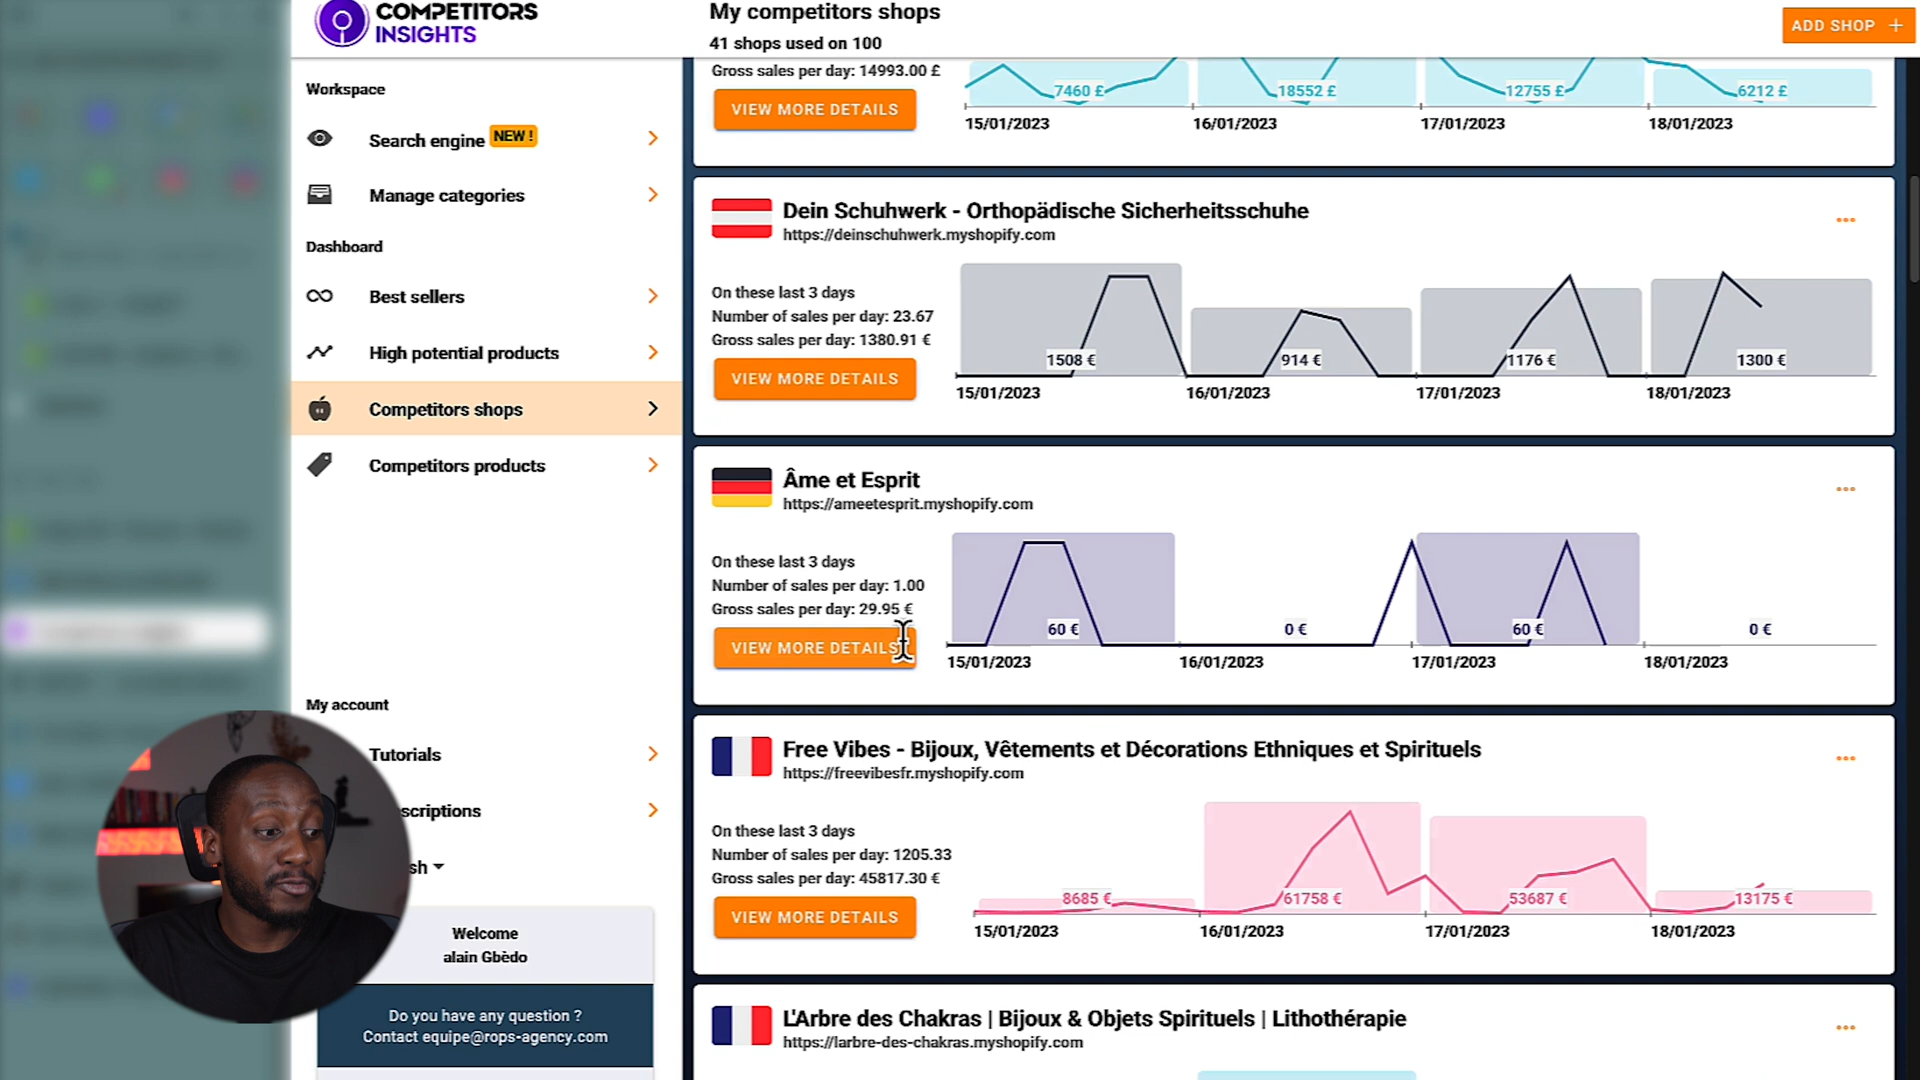 COMPETITORS
INSIGHTS
My competitors shops
41 shops used on 100
ADD SHOP +
Workspace
Search engine NEW !
Manage categories
Dashboard
Best sellers
High potential products
Competitors shops
Competitors products
My account
Tutorials
scriptions
sh
Welcome
alain Gbèdo
Do you have any question ?
Contact equipe@rops-agency.com
Gross sales per day: 14993.00 £
VIEW MORE DETAILS
7460 £
18552 £
12755 £
6212 £
15/01/2023
16/01/2023
17/01/2023
18/01/2023
Dein Schuhwerk - Orthopädische Sicherheitsschuhe
https://deinschuhwerk.myshopify.com
On these last 3 days
Number of sales per day: 23.67
Gross sales per day: 1380.91 €
VIEW MORE DETAILS
1508 €
914 €
1176 €
1300 €
15/01/2023
16/01/2023
17/01/2023
18/01/2023
Âme et Esprit
https://ameetesprit.myshopify.com
On these last 3 days
Number of sales per day: 1.00
Gross sales per day: 29.95 €
VIEW MORE DETAILS
60 €
0 €
60 €
0 €
15/01/2023
16/01/2023
17/01/2023
18/01/2023
Free Vibes - Bijoux, Vêtements et Décorations Ethniques et Spirituels
https://freevibesfr.myshopify.com
On these last 3 days
Number of sales per day: 1205.33
Gross sales per day: 45817.30 €
VIEW MORE DETAILS
8685 €
61758 €
53687 €
13175 €
15/01/2023
16/01/2023
17/01/2023
18/01/2023
L'Arbre des Chakras | Bijoux & Objets Spirituels | Lithothérapie
https://larbre-des-chakras.myshopify.com